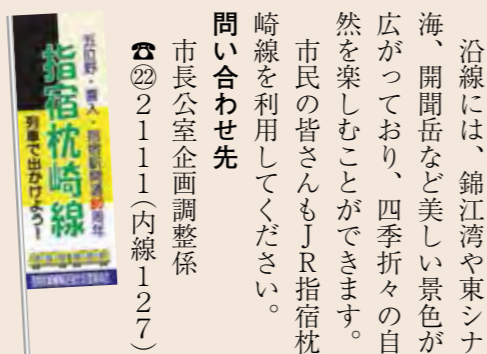 沿線には、錦江湾や東シナ
海、開聞岳など美しい景色が
広がっており、四季折々の自
然を楽しむことができます。
市民の皆さんもＪＲ指宿枕
崎線を利用してください。
問い合わせ先
市長公室企画調整係
☎㉒２１１１（内線１２７）
指宿枕崎線
列車で出かけよう！